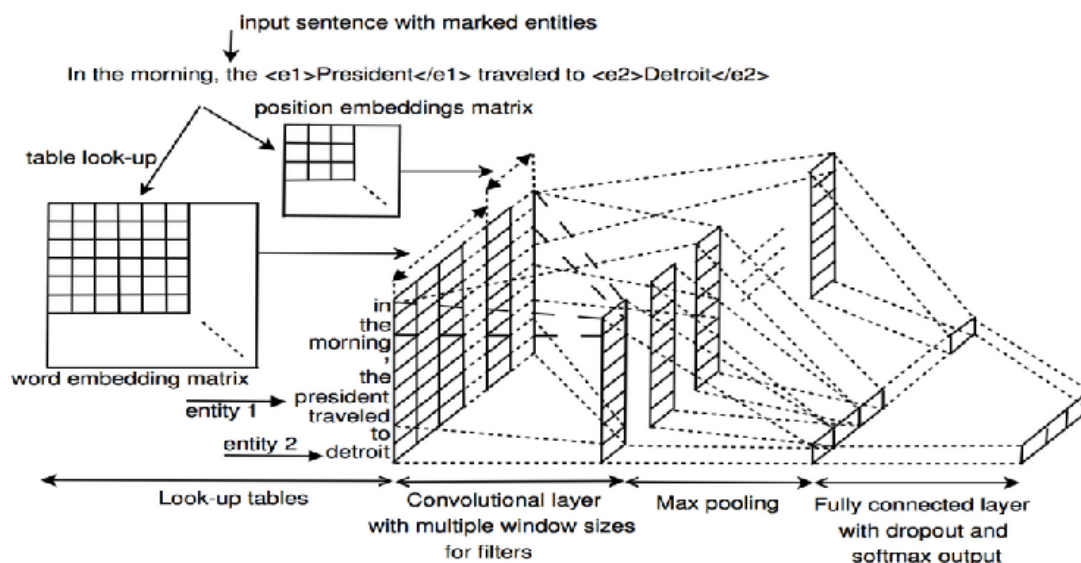 input sentence with marked entities
In the morning, the <e1>President</e1> traveled to <e2>Detroit</e2>
position embeddings matrix
table look-up
in
the
morning
,
the
president
traveled
to
detroit
word embedding matrix
entity 1
entity 2
Look-up tables
Convolutional layer
with multiple window sizes
for filters
Max pooling
Fully connected layer
with dropout and
softmax output